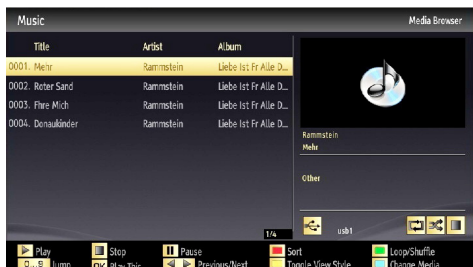 Music Media Browser
Title Artist Album
0001. Mehr Rammstein Liebe Ist Fr Alle D...
0002. Roter Sand Rammstein Liebe Ist Fr Alle D...
0003. Fhre Mich Rammstein Liebe Ist Fr Alle D...
0004. Donaukinder Rammstein Liebe Ist Fr Alle D...
Rammstein
Mehr
Other
1/4
usb1
Play Stop Pause Sort Loop/Shuffle
0...9 Jump OK Play This Previous/Next Toggle View Style Change Media